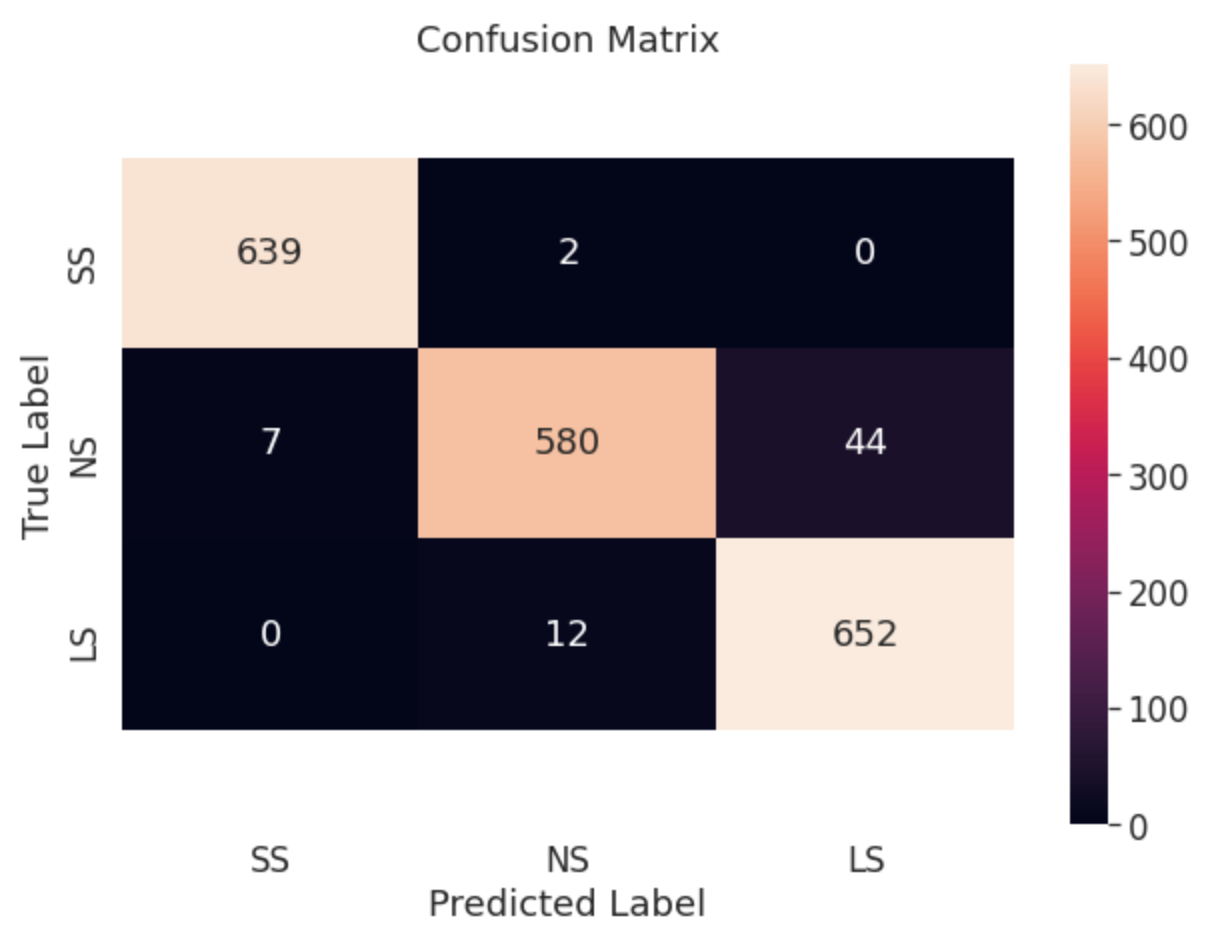 Confusion Matrix
True Label
SS
639 2 0
NS
7 580 44
LS
0 12 652
SS NS LS
Predicted Label
600
500
400
300
200
100
0